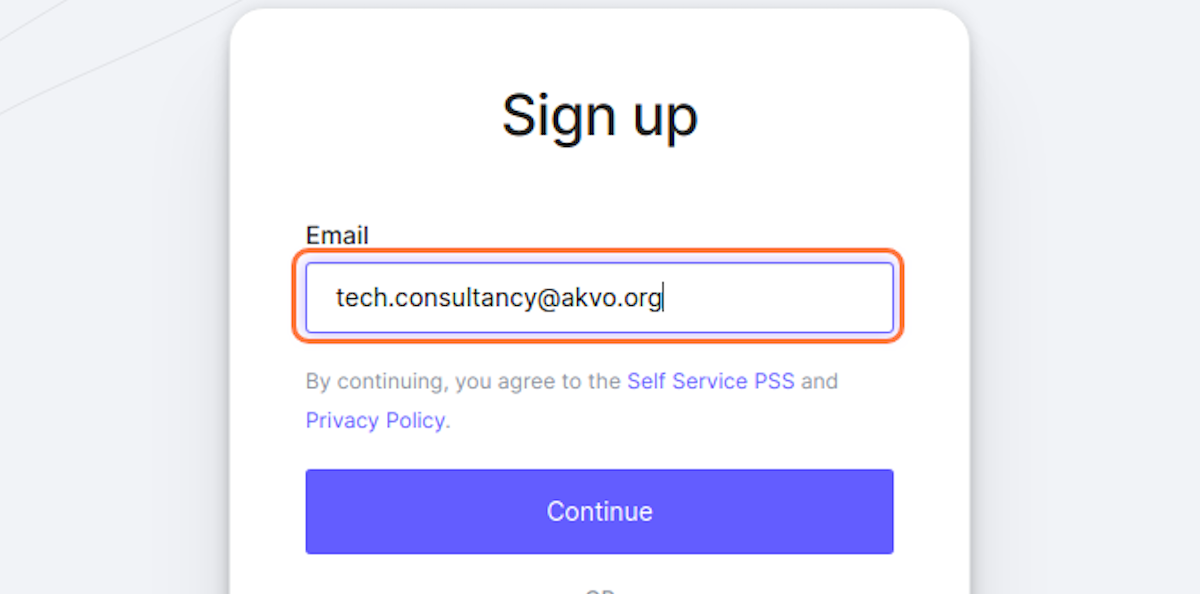 Sign up
Email
tech.consultancy@akvo.org
By continuing, you agree to the Self Service PSS and
Privacy Policy.
Continue